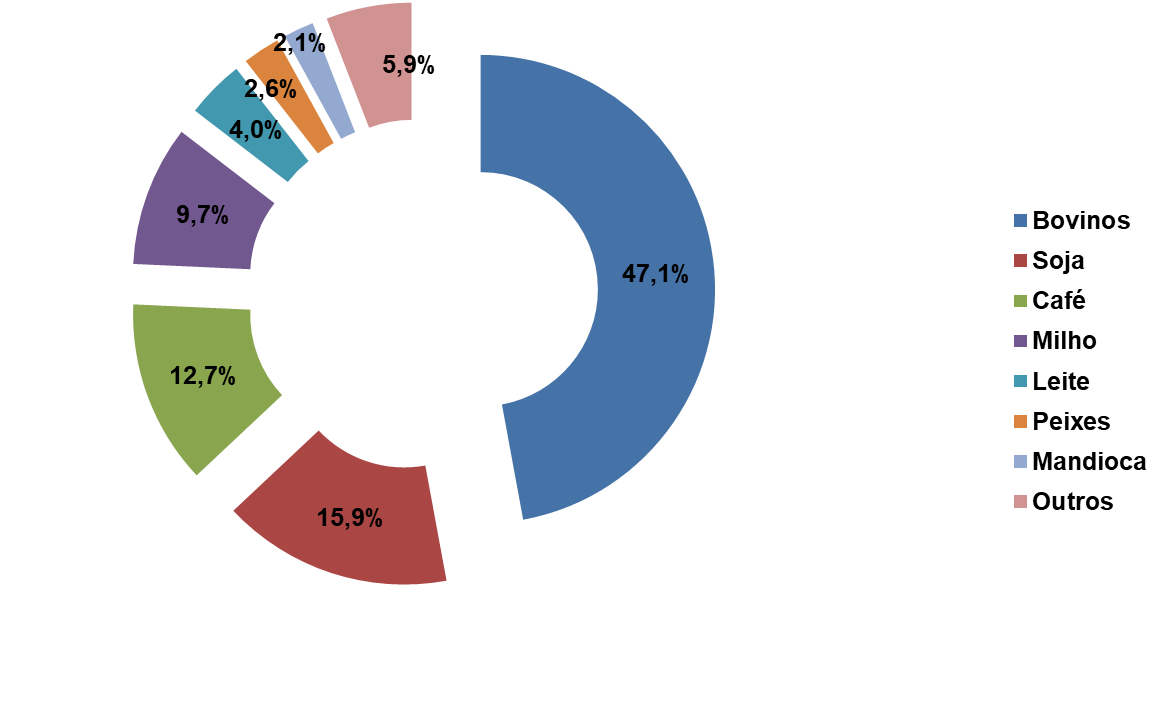 2,1%
5,9%
2,6%
4,0%
9,7%
47,1%
12,7%
15,9%
Bovinos
Soja
Café
Milho
Leite
Peixes
Mandioca
Outros